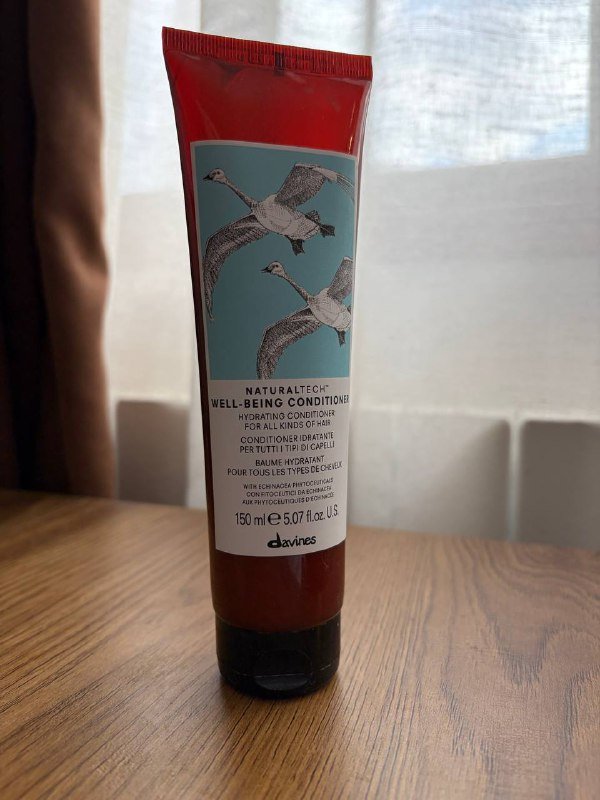 NATURALTECH™
WELL-BEING CONDITIONER
HYDRATING CONDITIONER
FOR ALL KINDS OF HAIR
CONDITIONER IDRATANTE
PER TUTTI I TIPI DI CAPELLI
BAUME HYDRATANT
POUR TOUS LES TYPES DE CHEVEUX
WITH ECHINACEA PHYTOCEUTICALS
CON FITOCEUTICI DA ECHINACEA
AUX PHYTOCEUTIQUES D'ECHINACÉE
150 ml ℮ 5.07 fl.oz. U.S.
davines